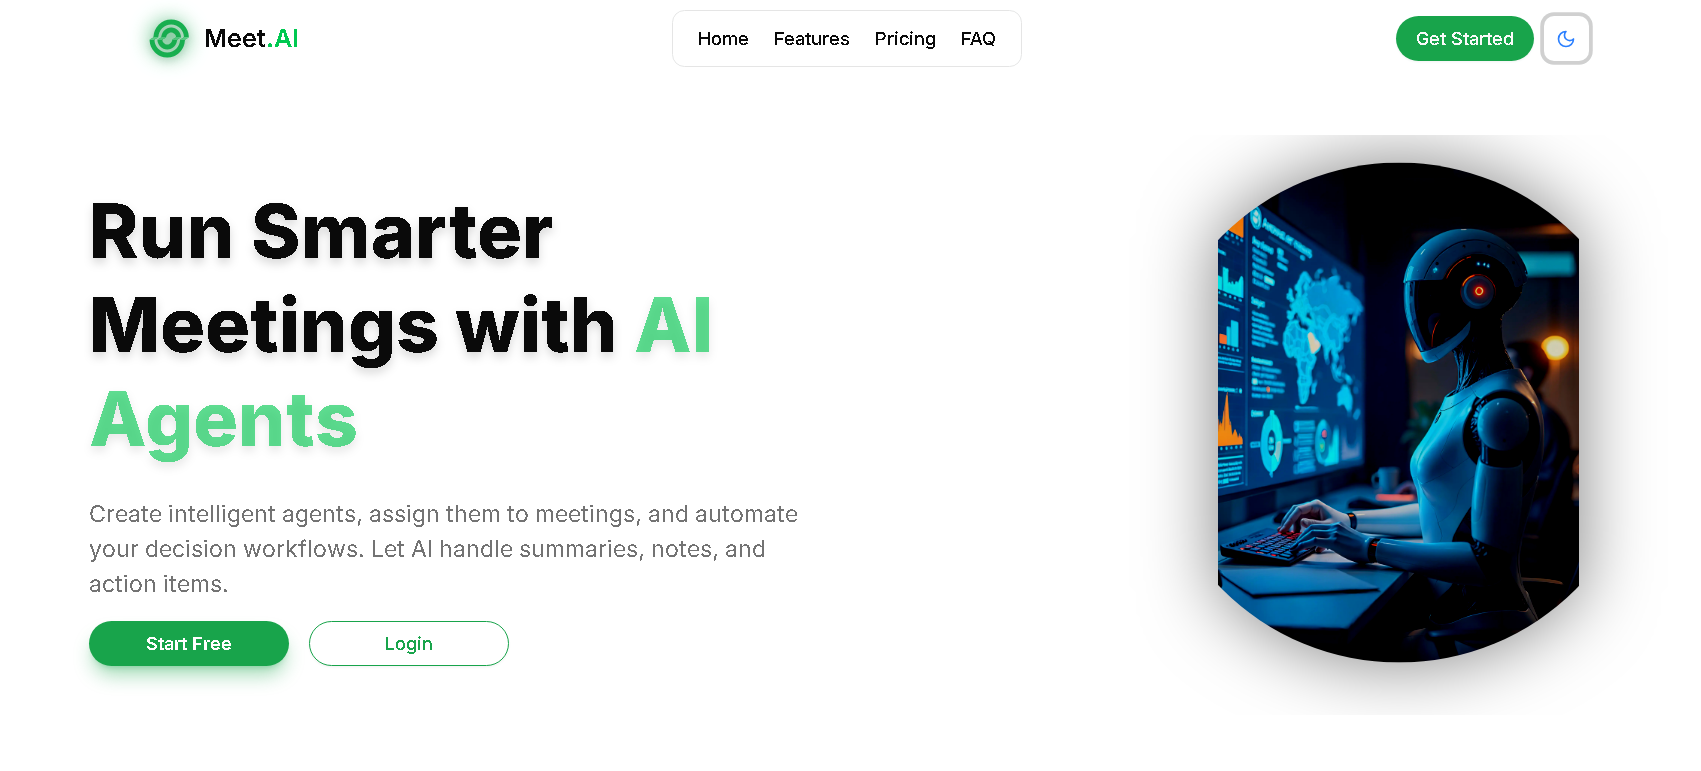 Meet.AI
Home Features Pricing FAQ
Get Started
Run Smarter
Meetings with AI
Agents
Create intelligent agents, assign them to meetings, and automate
your decision workflows. Let AI handle summaries, notes, and
action items.
Start Free
Login